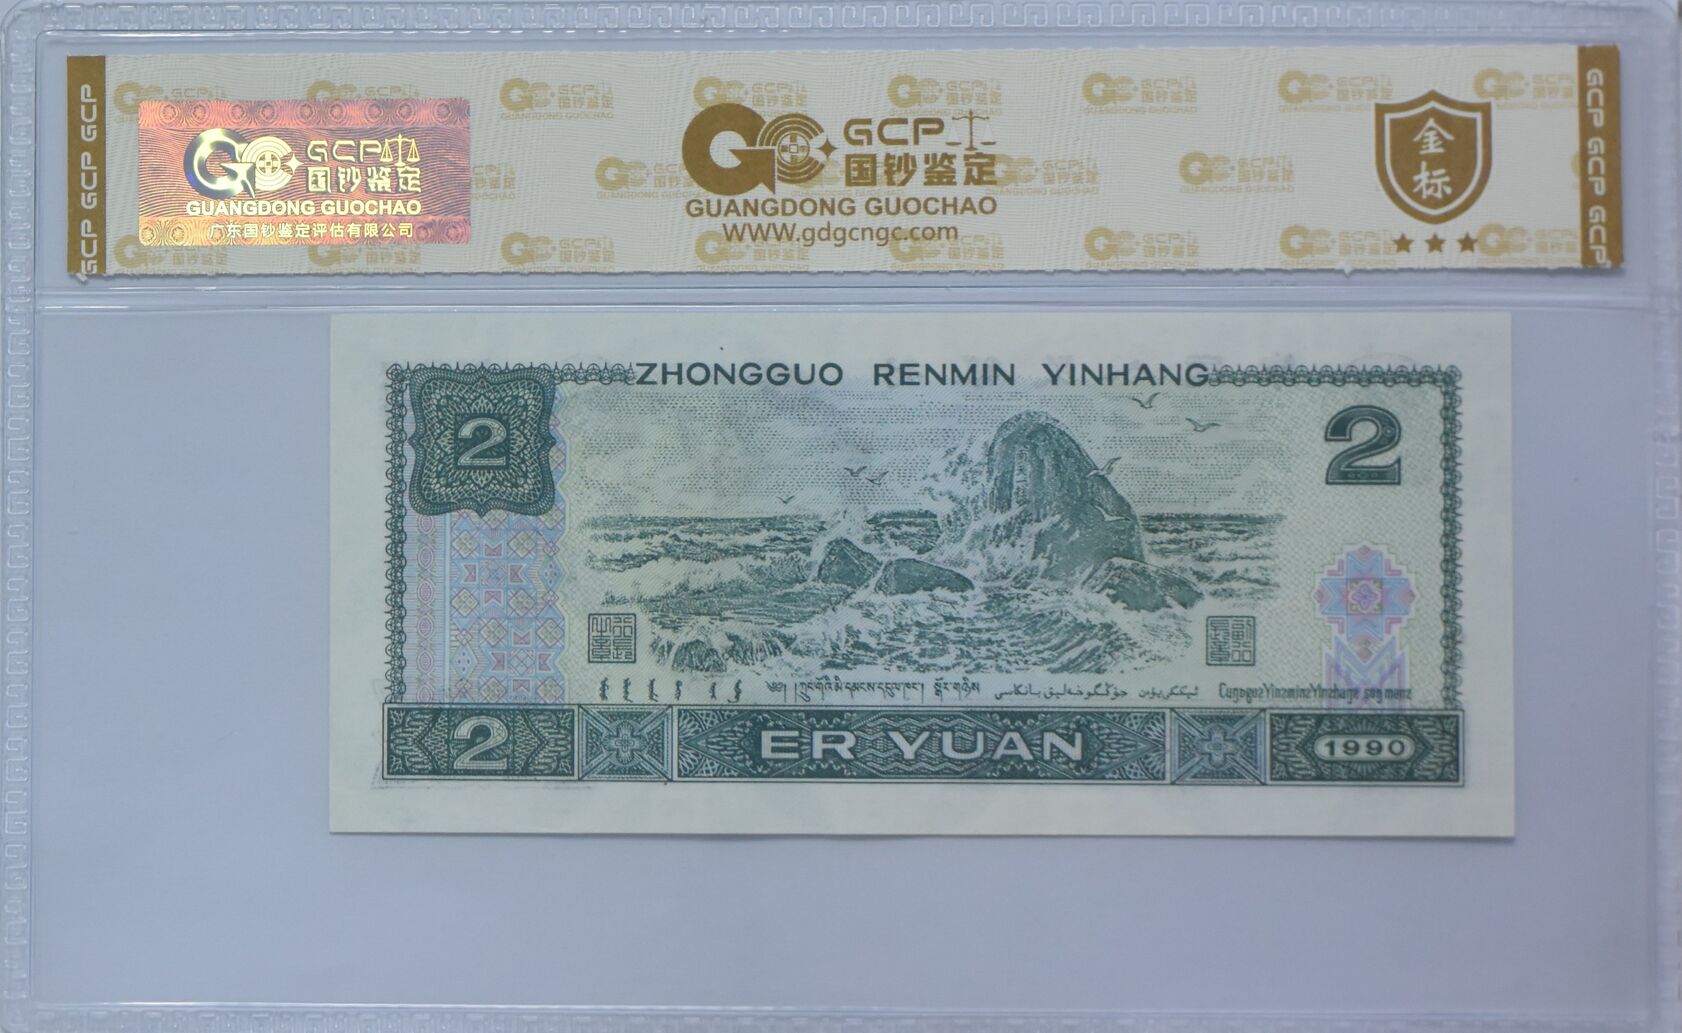 GCP GCP GCP
GCP 国钞鉴定
GUANGDONG GUOCHAO
广东国钞鉴定评估有限公司
GCP
国钞鉴定
GUANGDONG GUOCHAO
WWW.gdgcngc.com
金标
GCP GCP GCP
ZHONGGUO RENMIN YINHANG
2
2
2
ER YUAN
1990